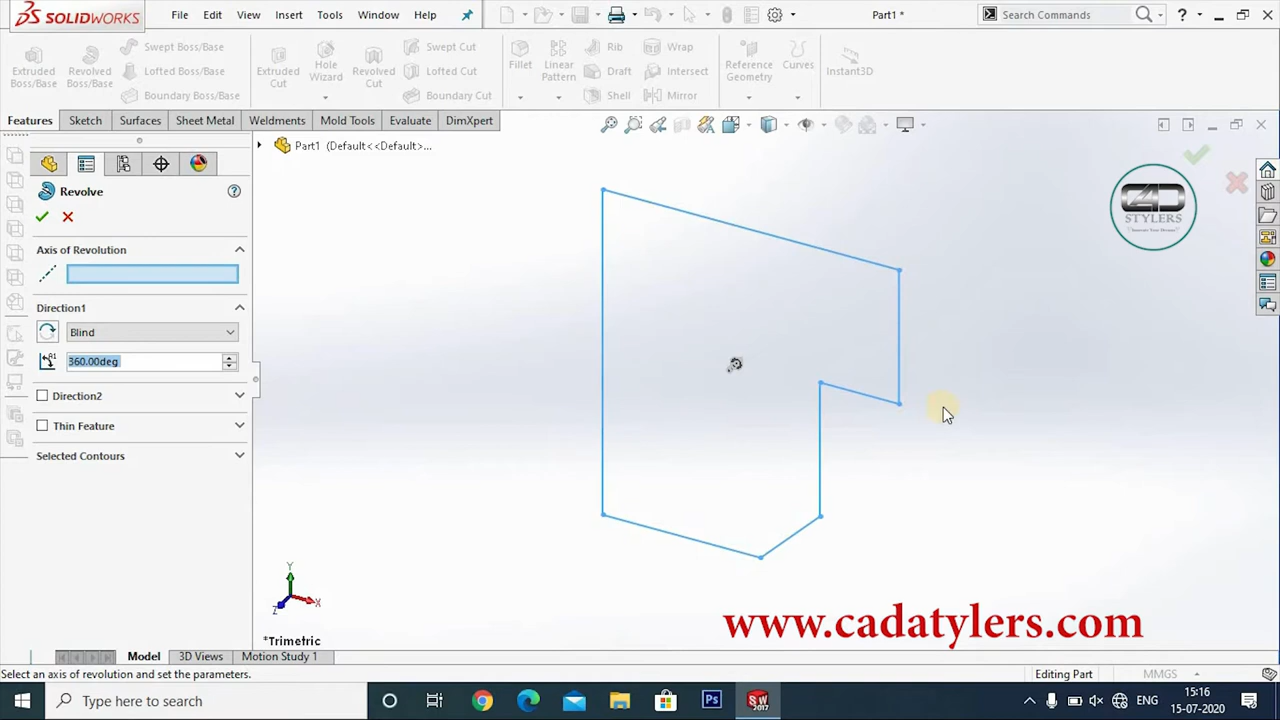 SOLIDWORKS File Edit View Insert Tools Window Help Part1 * Search Commands
Extruded Boss/Base
Revolved Boss/Base
Swept Boss/Base
Lofted Boss/Base
Boundary Boss/Base
Extruded Cut
Hole Wizard
Revolved Cut
Swept Cut
Lofted Cut
Boundary Cut
Fillet
Linear Pattern
Rib
Draft
Shell
Wrap
Intersect
Mirror
Reference Geometry
Curves
Instant3D
Features Sketch Surfaces Sheet Metal Weldments Mold Tools Evaluate DimXpert
Part1 (Default<<Default>...
Revolve
Axis of Revolution
Direction1
Blind
360.00deg
Direction2
Thin Feature
Selected Contours
STYLERS
Y
X
Z
*Trimetric
www.cadatylers.com
Model 3D Views Motion Study 1
Select an axis of revolution and set the parameters. Editing Part MMGS
Type here to search
Ps
SW
2017
ENG
15:16
15-07-2020